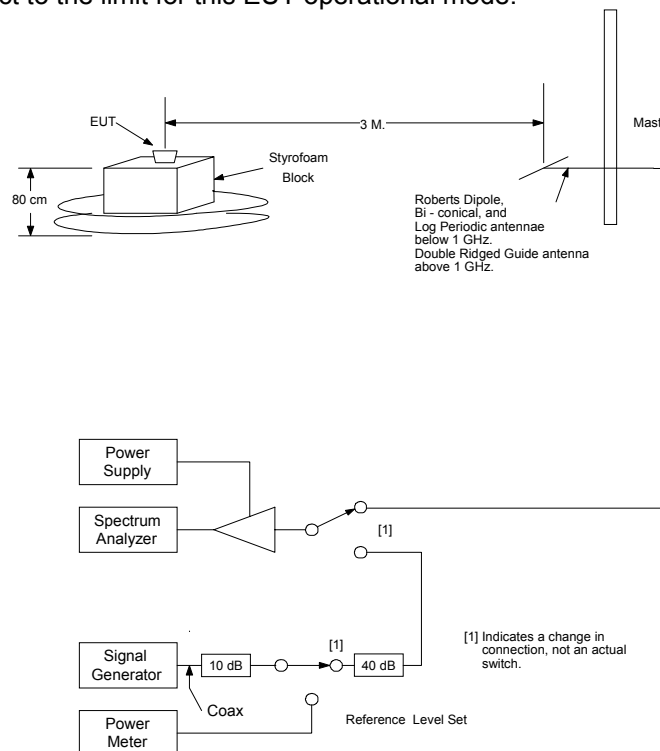 ct to the limit for this EUT operational mode.
EUT
3 M.
Mast
Styrofoam
Block
80 cm
Roberts Dipole,
Bi - conical, and
Log Periodic antennae
below 1 GHz.
Double Ridged Guide antenna
above 1 GHz.
Power
Supply
Spectrum
Analyzer
[1]
Signal
Generator
10 dB
[1]
40 dB
[1] Indicates a change in
connection, not an actual
switch.
Coax
Reference Level Set
Power
Meter